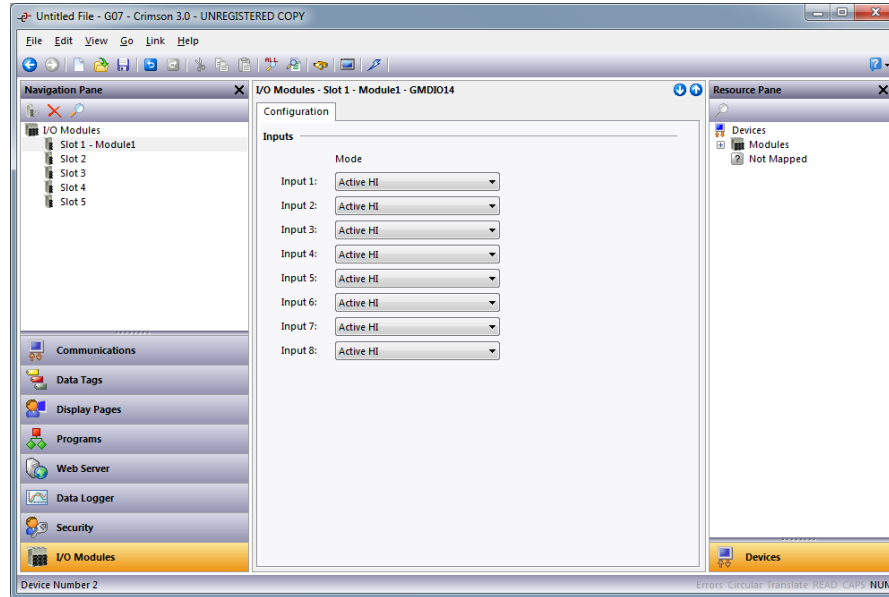 Untitled File - G07 - Crimson 3.0 - UNREGISTERED COPY
File Edit View Go Link Help
ALL
Navigation Pane
I/O Modules - Slot 1 - Module1 - GMDIO14
Resource Pane
I/O Modules
Slot 1 - Module1
Slot 2
Slot 3
Slot 4
Slot 5
Configuration
Inputs
Mode
Input 1: Active HI
Input 2: Active HI
Input 3: Active HI
Input 4: Active HI
Input 5: Active HI
Input 6: Active HI
Input 7: Active HI
Input 8: Active HI
Devices
Modules
Not Mapped
Communications
Data Tags
Display Pages
Programs
Web Server
Data Logger
Security
I/O Modules
Devices
Device Number 2
Errors Circular Translate READ CAPS NUM